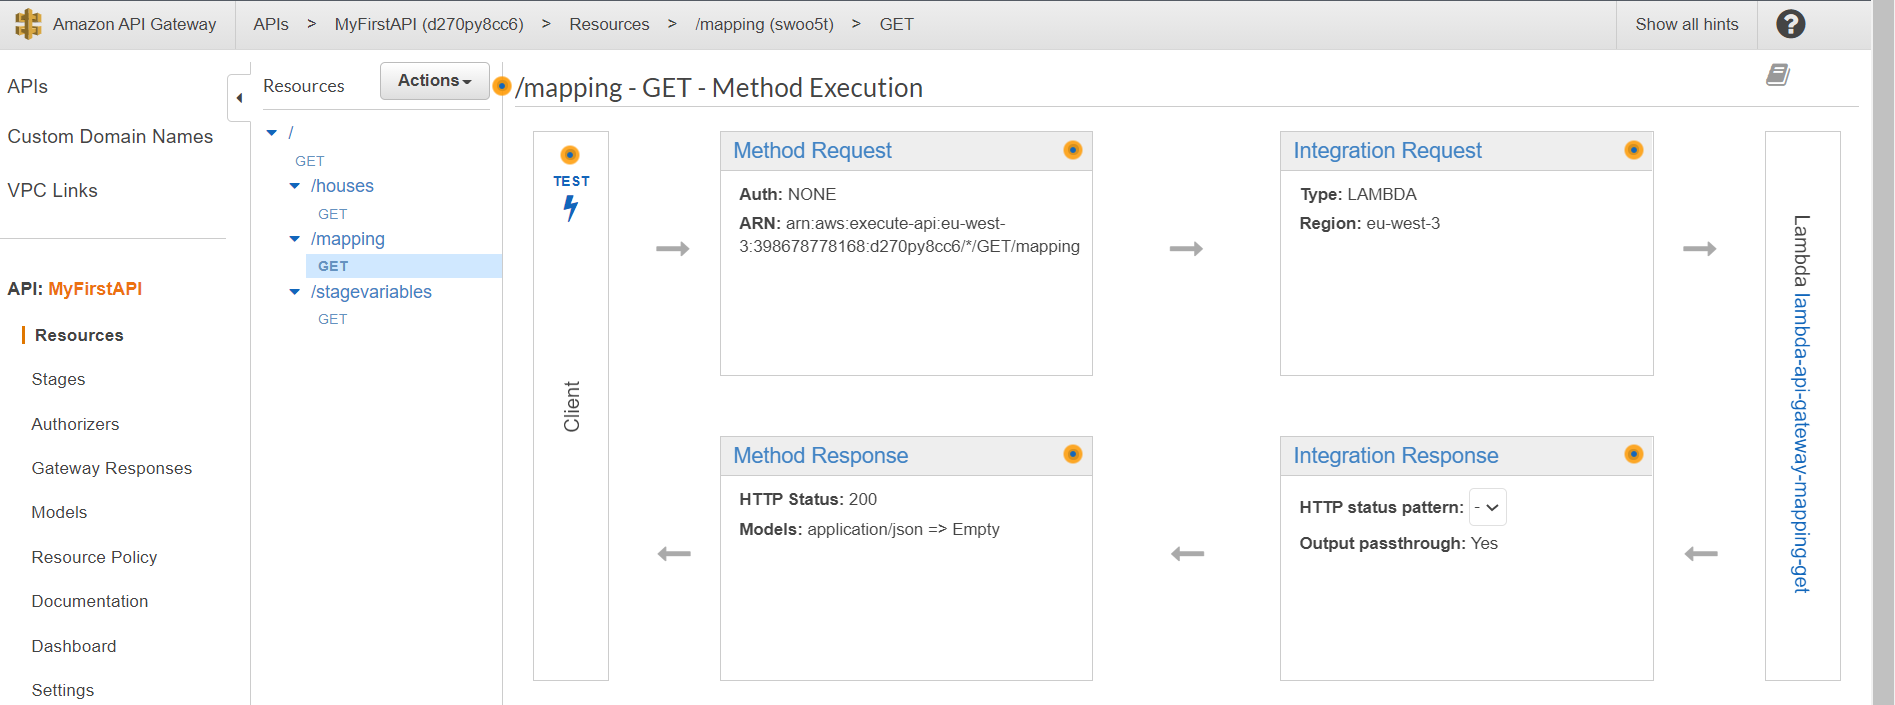 Amazon API Gateway
APIs > MyFirstAPI (d270py8cc6) > Resources > /mapping (swoo5t) > GET
Show all hints
?
APIs
Custom Domain Names
VPC Links
API: MyFirstAPI
Resources
Stages
Authorizers
Gateway Responses
Models
Resource Policy
Documentation
Dashboard
Settings
Resources
Actions
/
GET
/houses
GET
/mapping
GET
/stagevariables
GET
/mapping - GET - Method Execution
TEST
Client
Method Request
Auth: NONE
ARN: arn:aws:execute-api:eu-west-
3:398678778168:d270py8cc6/*/GET/mapping
Integration Request
Type: LAMBDA
Region: eu-west-3
Lambda lambda-api-gateway-mapping-get
Method Response
HTTP Status: 200
Models: application/json => Empty
Integration Response
HTTP status pattern: -
Output passthrough: Yes